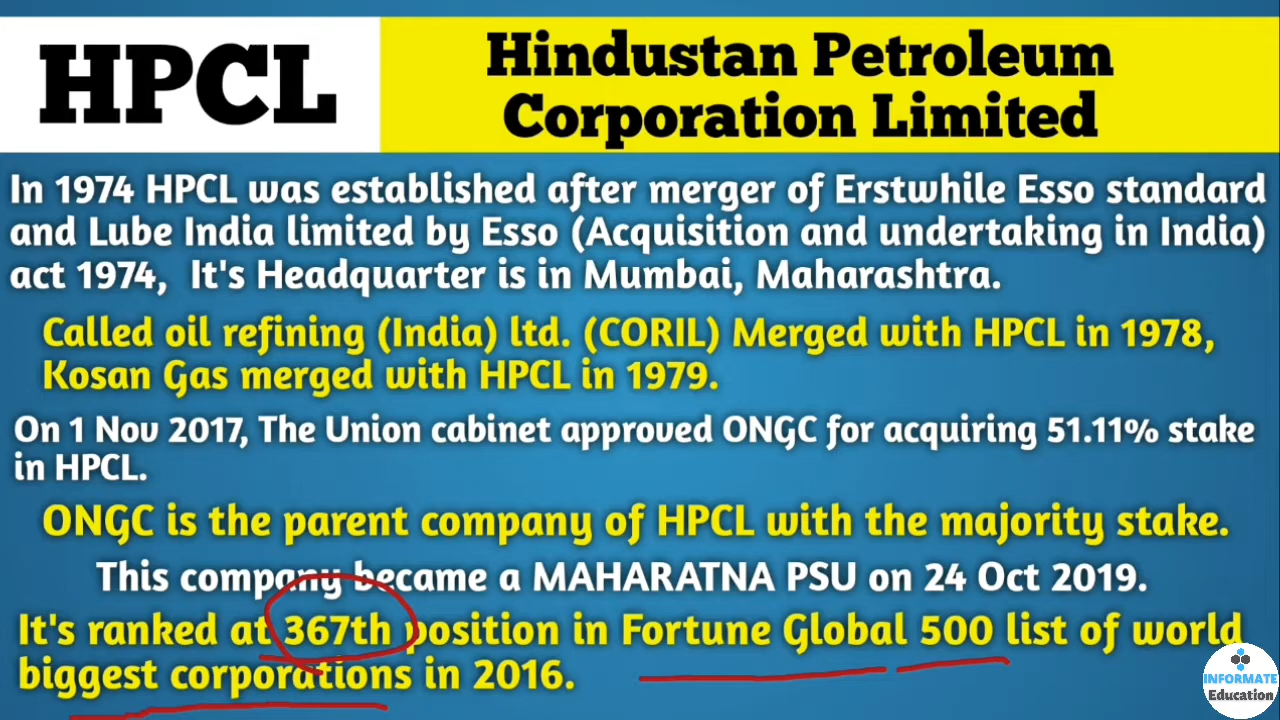 HPCL
Hindustan Petroleum
Corporation Limited
In 1974 HPCL was established after merger of Erstwhile Esso standard
and Lube India limited by Esso (Acquisition and undertaking in India)
act 1974, It's Headquarter is in Mumbai, Maharashtra.
Called oil refining (India) ltd. (CORIL) Merged with HPCL in 1978,
Kosan Gas merged with HPCL in 1979.
On 1 Nov 2017, The Union cabinet approved ONGC for acquiring 51.11% stake
in HPCL.
ONGC is the parent company of HPCL with the majority stake.
This company became a MAHARATNA PSU on 24 Oct 2019.
It's ranked at 367th position in Fortune Global 500 list of world
biggest corporations in 2016.
INFORMATE
Education